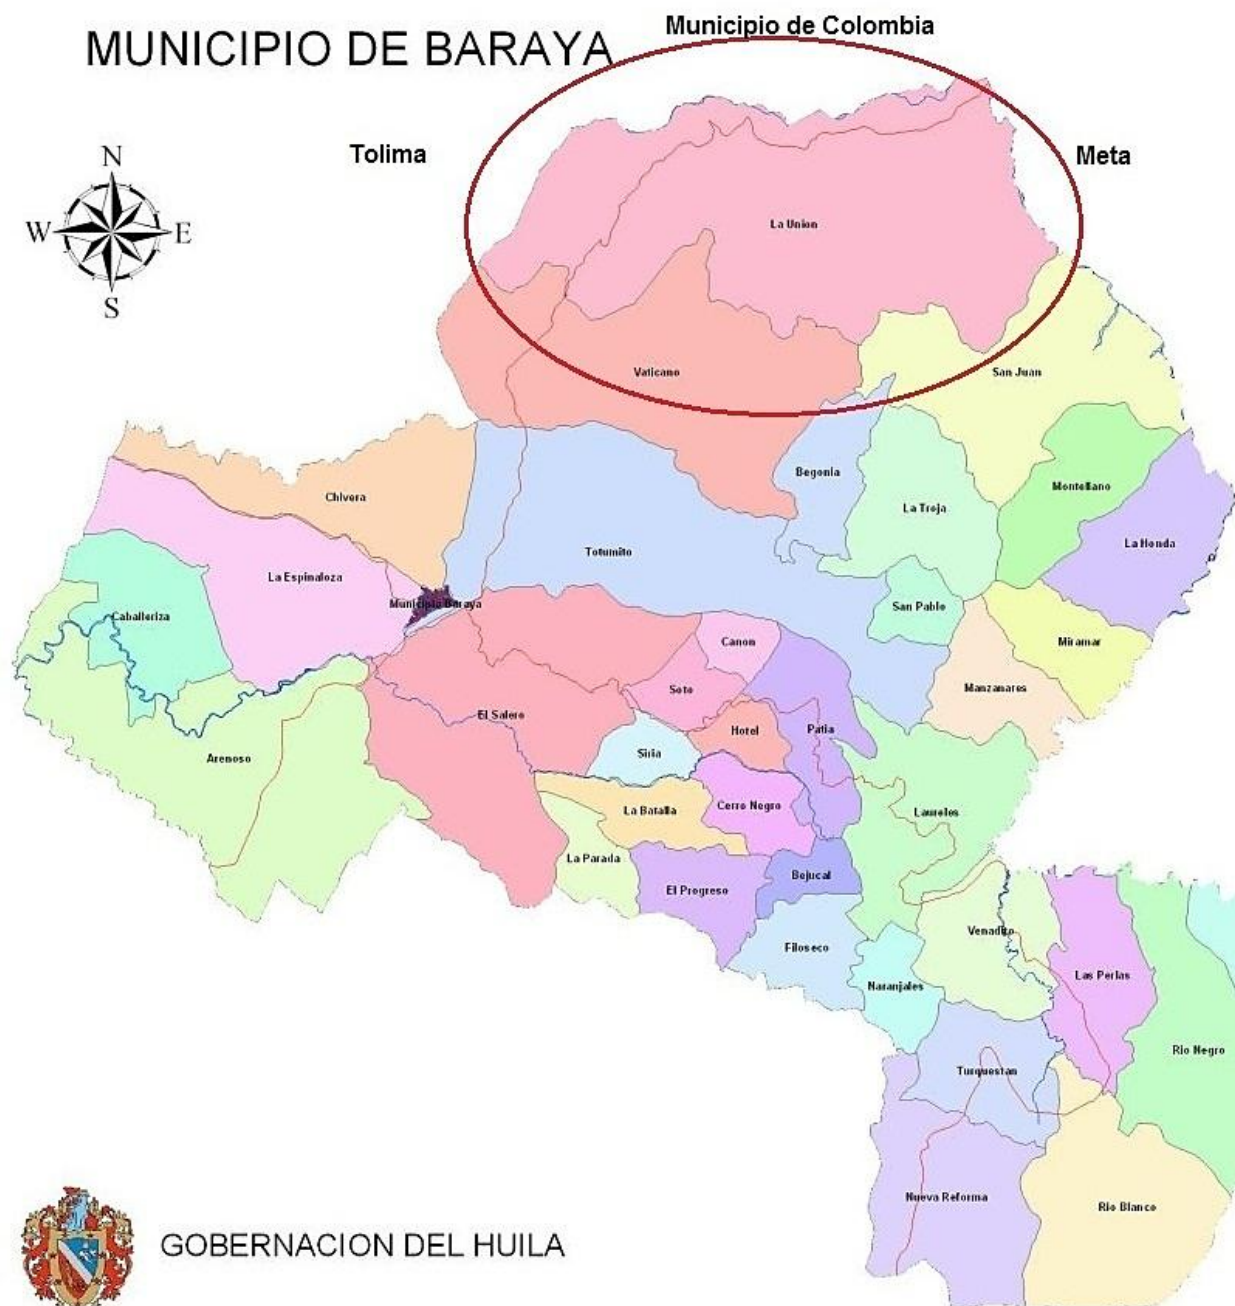 Municipio de Colombia
MUNICIPIO DE BARAYA
Tolima
N
Meta
W
E
S
La Union
Vaticano
San Juan
Begonia
Montellano
Chivera
La Troja
La Honda
Totumito
La Espinaloza
Municipio Baraya
San Pablo
Caballeriza
Canon
Miramar
Soto
Manzanares
El Salero
Hotel
Patia
Siria
Arenoso
Cerro Negro
La Batalla
Laureles
La Parada
Bejucal
El Progreso
Venadito
Filoseco
Las Perlas
Naranjales
Rio Negro
Turquestan
Nueva Reforma
Rio Blanco
GOBERNACION DEL HUILA